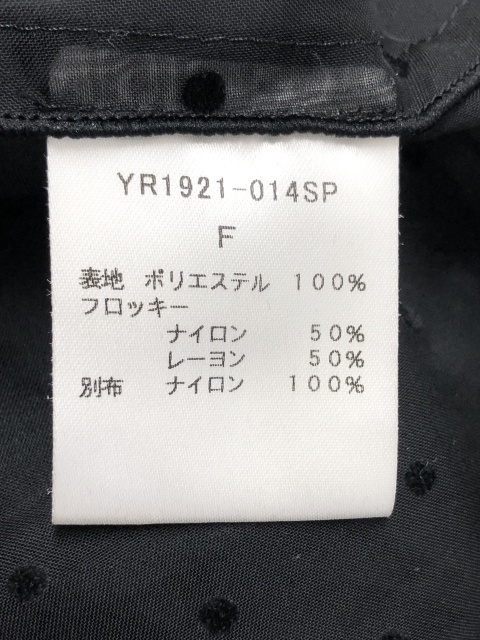 YR1921-014SP
F
表地 ポリエステル 100%
フロッキー
ナイロン 50%
レーヨン 50%
別布 ナイロン 100%